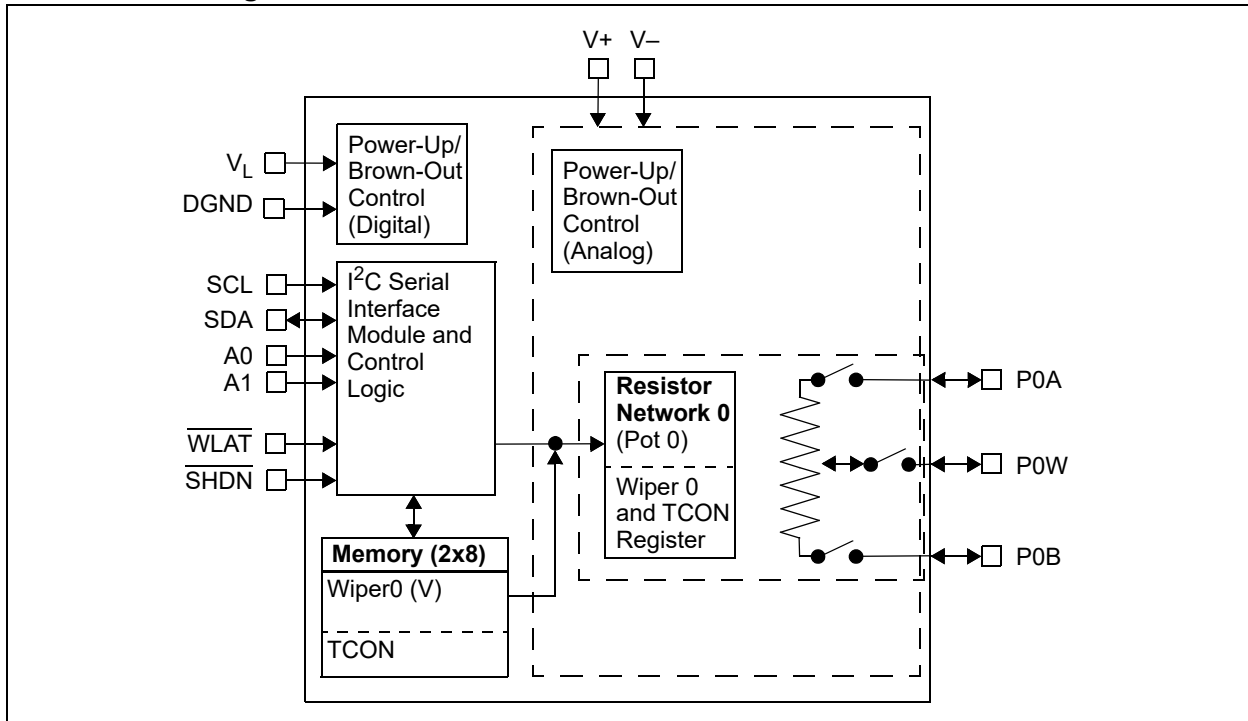 V+ V–
Power-Up/
Brown-Out
Control
(Digital)
VL
DGND
Power-Up/
Brown-Out
Control
(Analog)
SCL
SDA
A0
A1
WLAT
SHDN
I2C Serial
Interface
Module and
Control
Logic
Memory (2x8)
Wiper0 (V)
TCON
Resistor
Network 0
(Pot 0)
Wiper 0
and TCON
Register
P0A
P0W
P0B